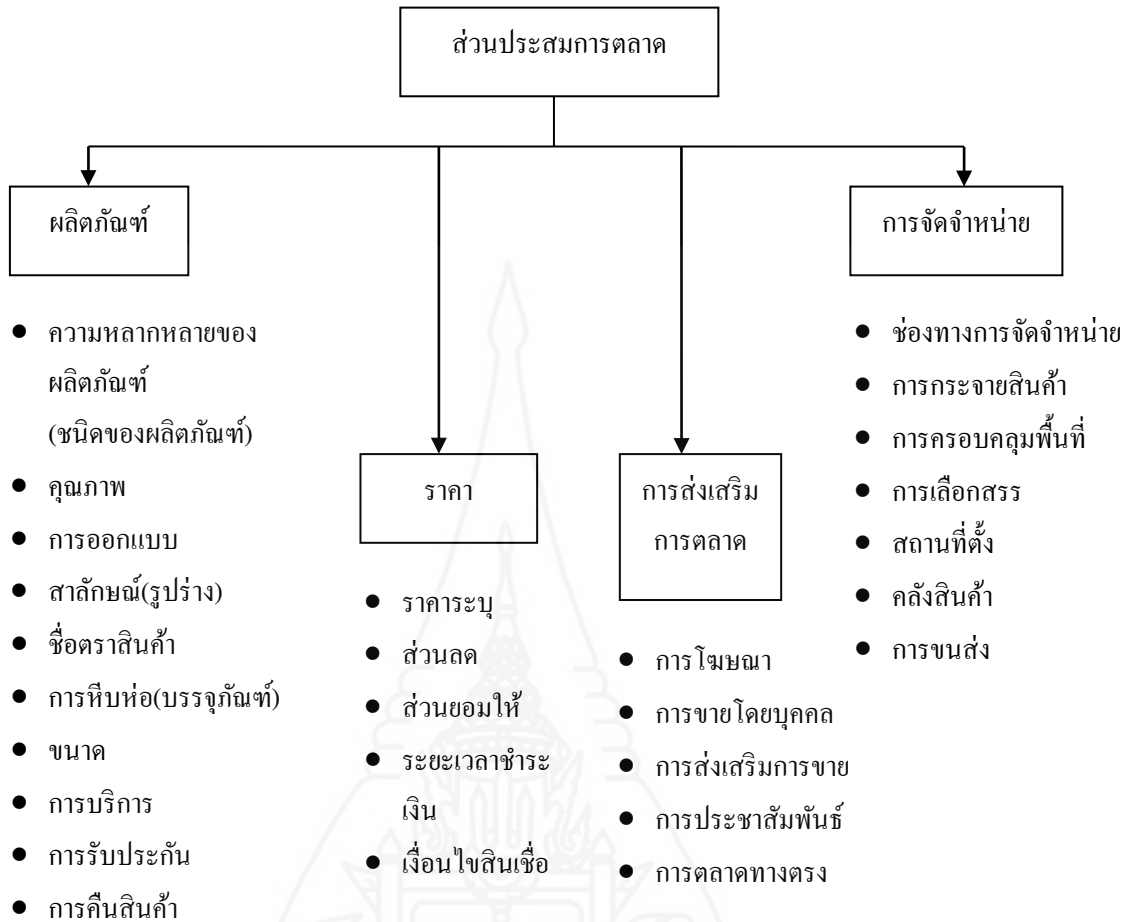 ส่วนประสมการตลาด
ผลิตภัณฑ์
● ความหลากหลายของ
ผลิตภัณฑ์
(ชนิดของผลิตภัณฑ์)
● คุณภาพ
● การออกแบบ
● สาลักษณ์(รูปร่าง)
● ชื่อตราสินค้า
● การหีบห่อ(บรรจุภัณฑ์)
● ขนาด
● การบริการ
● การรับประกัน
● การคืนสินค้า
ราคา
● ราคาระบุ
● ส่วนลด
● ส่วนยอมให้
● ระยะเวลาชำระ
เงิน
● เงื่อนไขสินเชื่อ
การส่งเสริม
การตลาด
● การโฆษณา
● การขายโดยบุคคล
● การส่งเสริมการขาย
● การประชาสัมพันธ์
● การตลาดทางตรง
การจัดจำหน่าย
● ช่องทางการจัดจำหน่าย
● การกระจายสินค้า
● การครอบคลุมพื้นที่
● การเลือกสรร
● สถานที่ตั้ง
● คลังสินค้า
● การขนส่ง